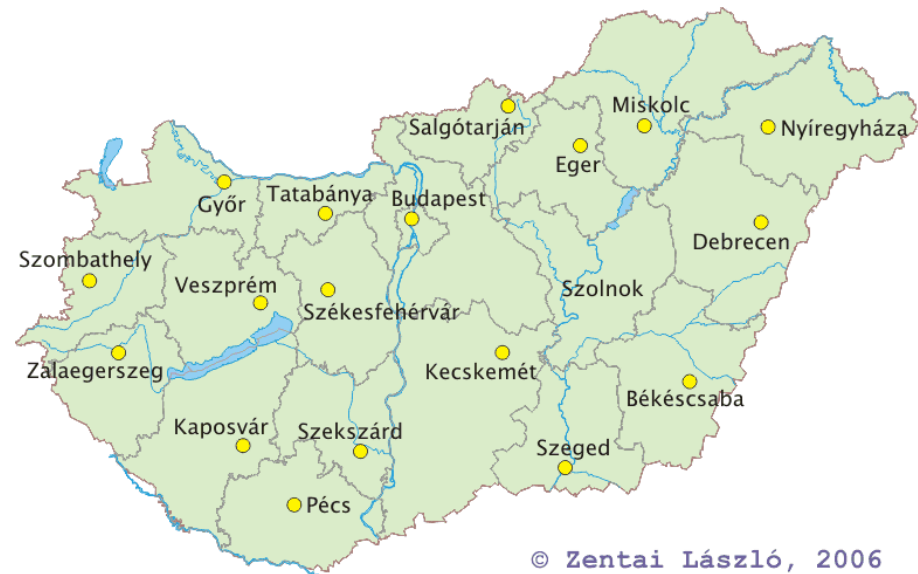 Miskolc
Salgótarján
Nyíregyháza
Eger
Tatabánya
Budapest
Győr
Debrecen
Szombathely
Veszprém
Szolnok
Székesfehérvár
Zalaegerszeg
Kecskemét
Békéscsaba
Kaposvár
Szekszárd
Szeged
Pécs
© Zentai László, 2006